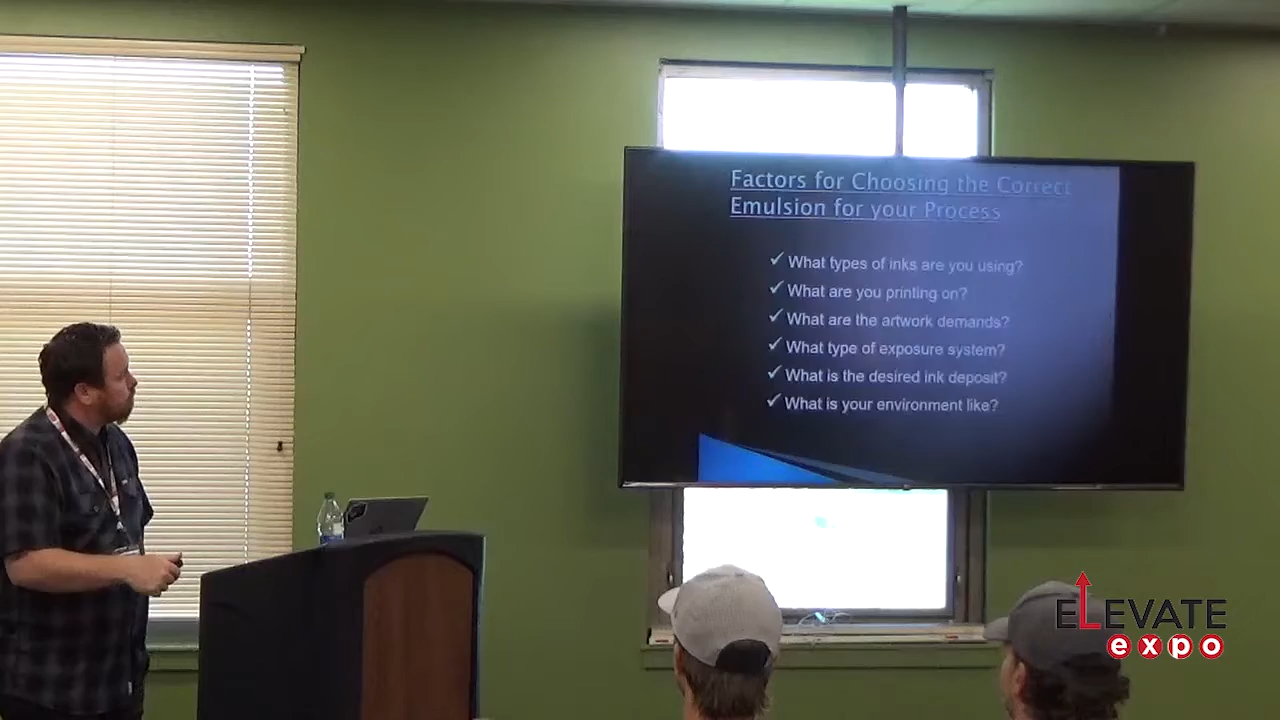 Factors for Choosing the Correct
Emulsion for your Process
What types of inks are you using?
What are you printing on?
What are the artwork demands?
What type of exposure system?
What is the desired ink deposit?
What is your environment like?
ELEVATE
expo